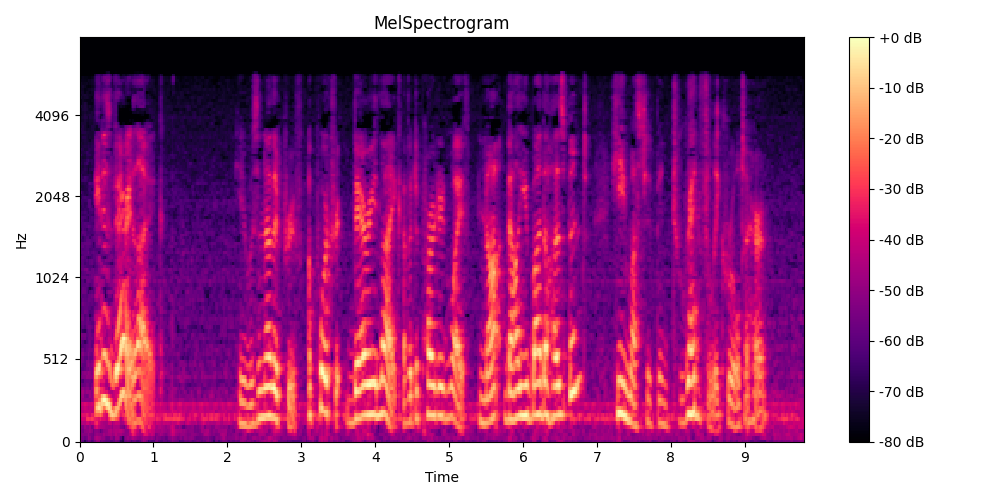 MelSpectrogram
+0 dB
4096
-10 dB
-20 dB
2048
-30 dB
Hz
-40 dB
1024
-50 dB
-60 dB
512
-70 dB
0
-80 dB
0 1 2 3 4 5 6 7 8 9
Time